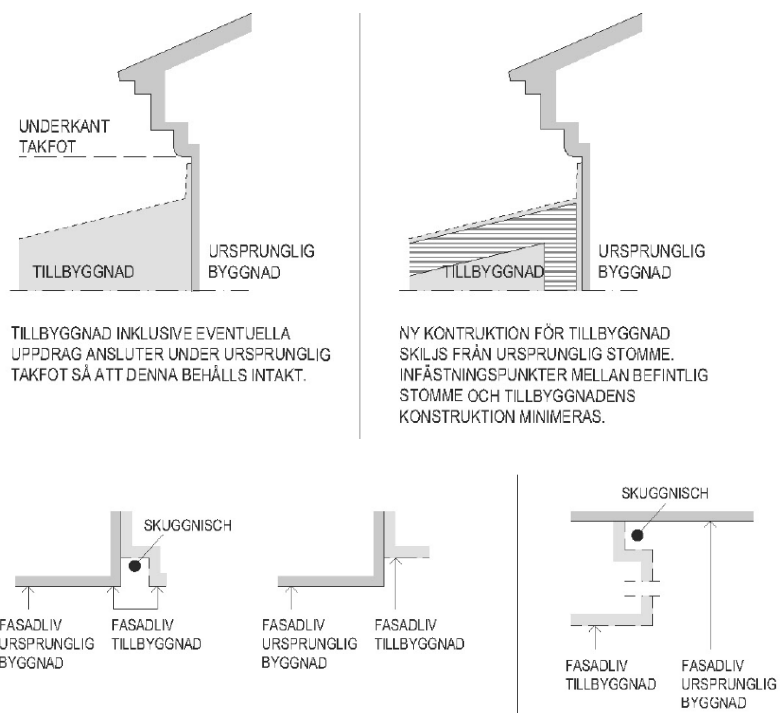 UNDERKANT
TAKFOT
TILLBYGGNAD
URSPRUNGLIG
BYGGNAD
TILLBYGGNAD INKLUSIVE EVENTUELLA
UPPDRAG ANSLUTER UNDER URSPRUNGLIG
TAKFOT SÅ ATT DENNA BEHÅLLS INTAKT.
TILLBYGGNAD
URSPRUNGLIG
BYGGNAD
NY KONTRUKTION FÖR TILLBYGGNAD
SKILJS FRÅN URSPRUNGLIG STOMME.
INFÄSTNINGSPUNKTER MELLAN BEFINTLIG
STOMME OCH TILLBYGGNADENS
KONSTRUKTION MINIMERAS.
SKUGGNISCH
FASADLIV
URSPRUNGLIG
BYGGNAD
FASADLIV
TILLBYGGNAD
FASADLIV
URSPRUNGLIG
BYGGNAD
FASADLIV
TILLBYGGNAD
SKUGGNISCH
FASADLIV
TILLBYGGNAD
FASADLIV
URSPRUNGLIG
BYGGNAD